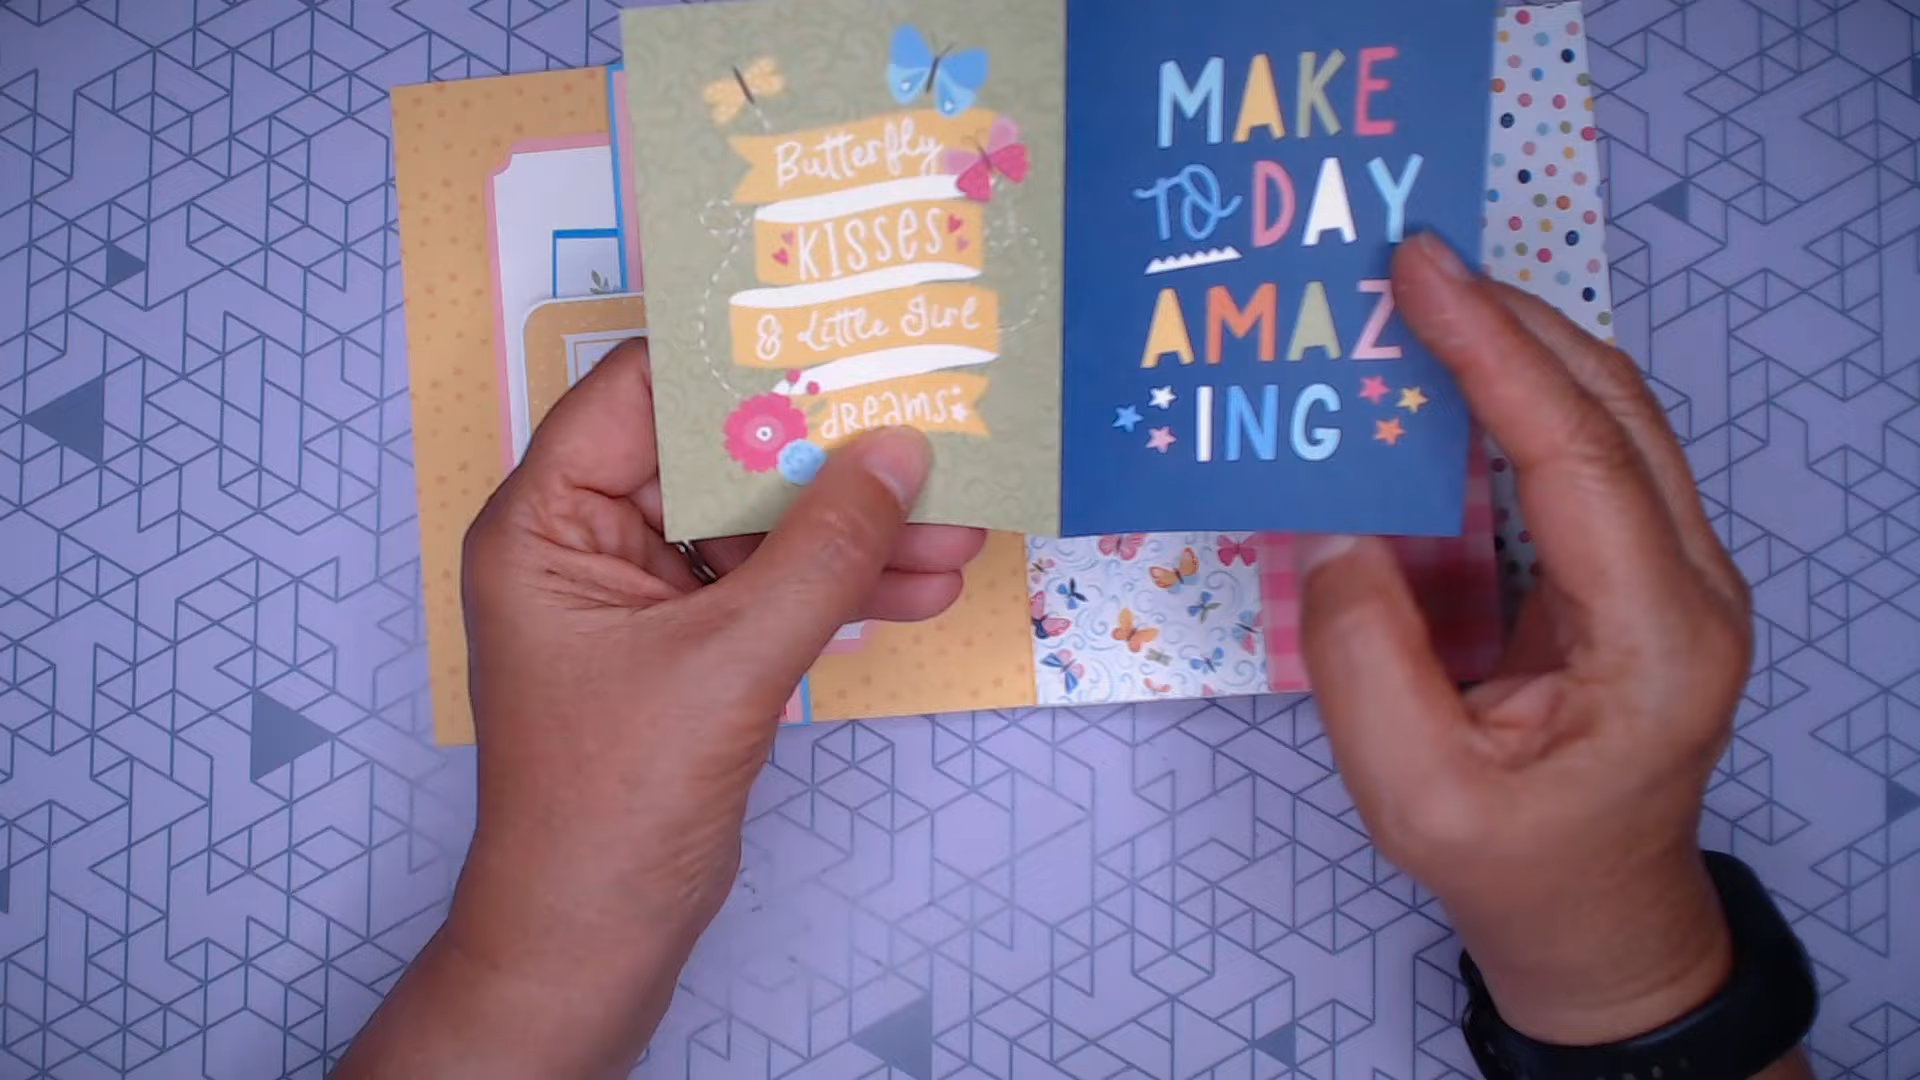 Butterfly
KISSES
& Little Girl
dreams
MAKE
TODAY
AMAZ
ING